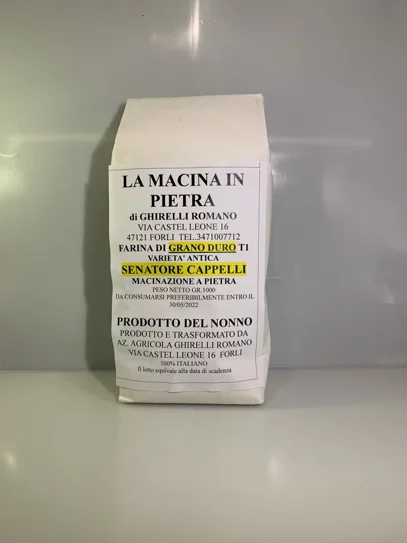 LA MACINA IN
PIETRA
di GHIRELLI ROMANO
VIA CASTEL LEONE 16
47121 FORLI  TEL.3471007712
FARINA DI GRANO DURO T1
VARIETA' ANTICA
SENATORE CAPPELLI
MACINAZIONE A PIETRA
PESO NETTO GR.1000
DA CONSUMARSI PREFERIBILMENTE ENTRO IL
30/05/2022
PRODOTTO DEL NONNO
PRODOTTO E TRASFORMATO DA
AZ. AGRICOLA GHIRELLI ROMANO
VIA CASTEL LEONE 16  FORLI
100% ITALIANO
Il lotto equivale alla data di scadenza